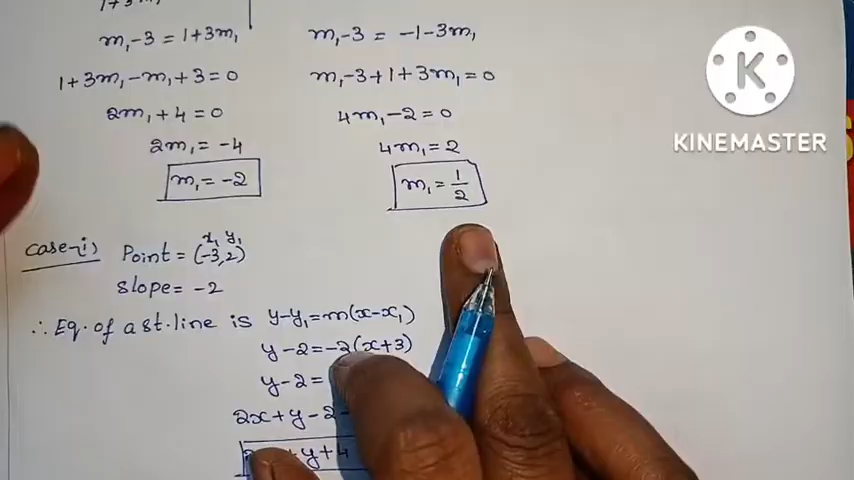 1+3m₁
m₁-3 = 1+3m₁
1+3m₁-m₁+3=0
2m₁+4=0
2m₁= -4
m₁= -2
m₁-3 = -1-3m₁
m₁-3+1+3m₁=0
4m₁-2=0
4m₁=2
m₁= 1/2
KINEMASTER
case-i)
x₁ y₁
Point = (-3,2)
slope= -2
∴ Eq. of a st.line is y-y₁=m(x-x₁)
y-2=-2(x+3)
y-2=
2x+y-2
y+4